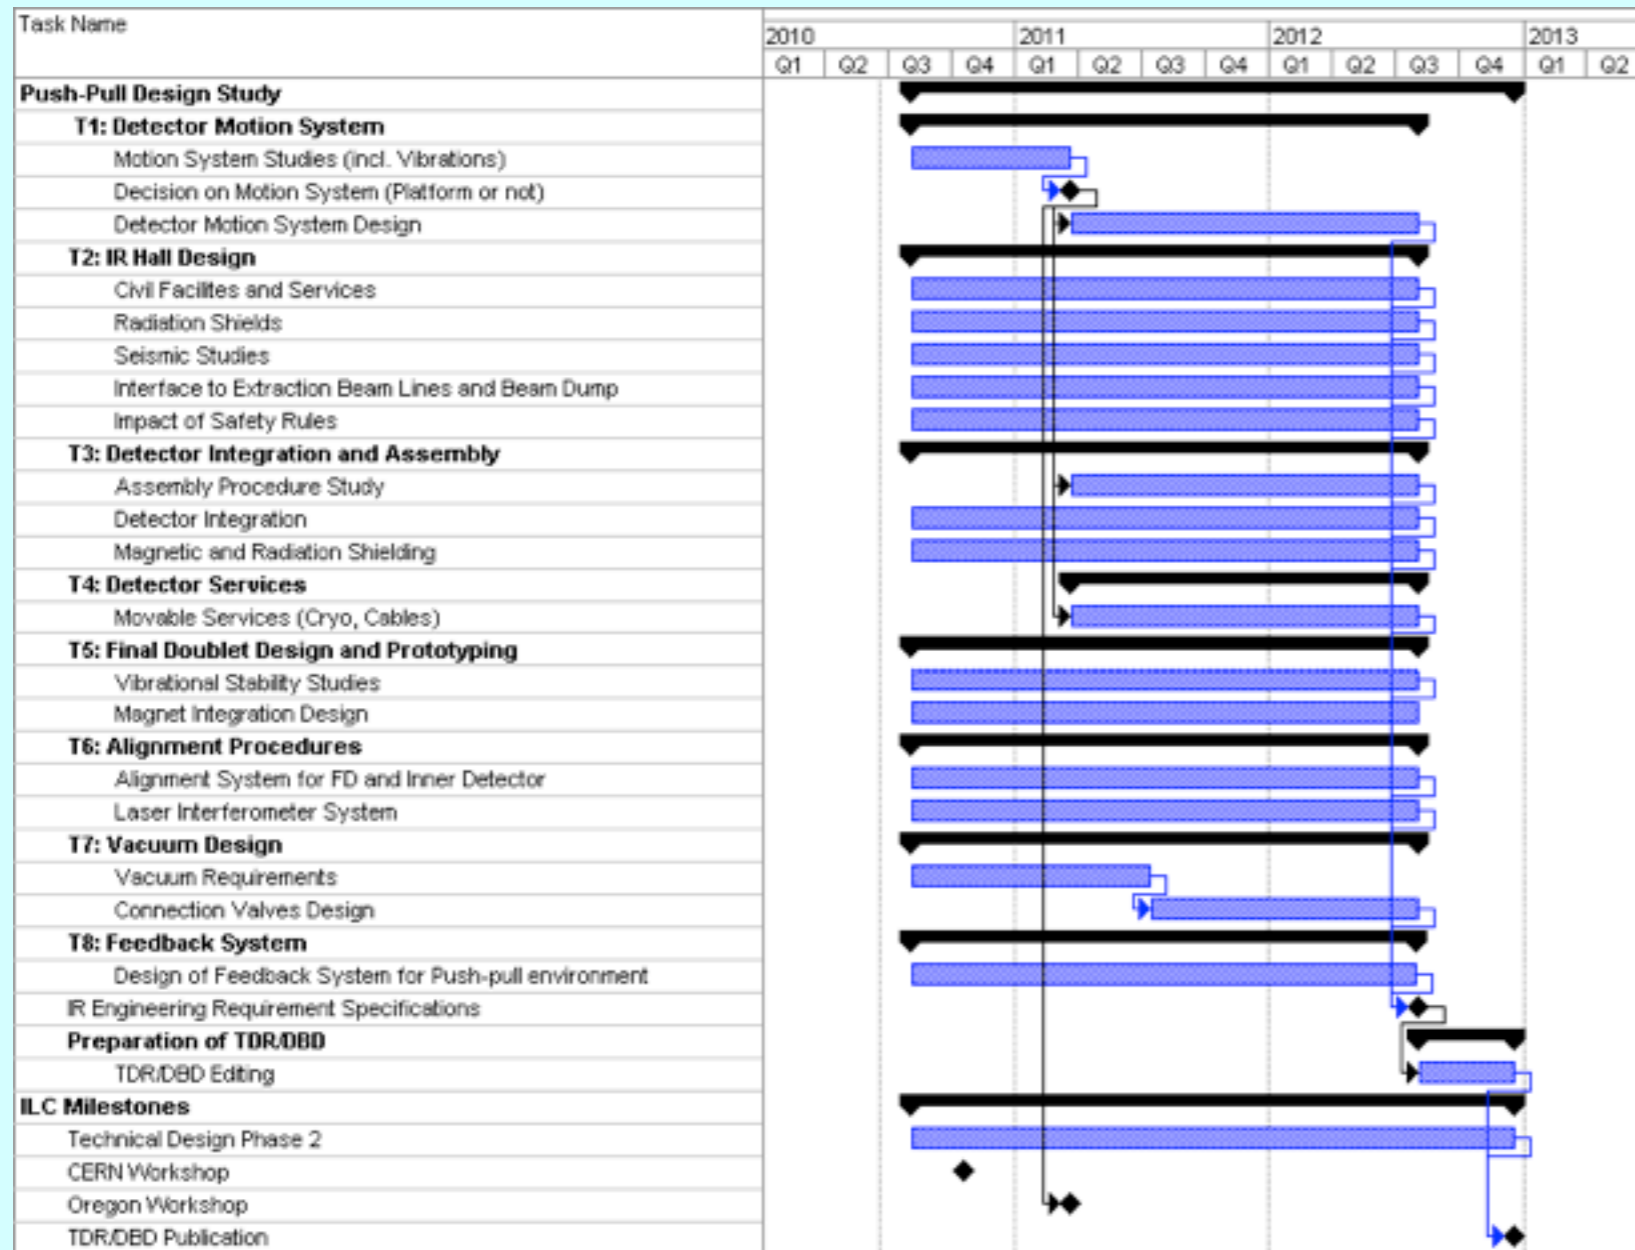 Task Name
2010 2011 2012 2013
Q1 Q2 Q3 Q4 Q1 Q2 Q3 Q4 Q1 Q2 Q3 Q4 Q1 Q2
Push-Pull Design Study
T1: Detector Motion System
Motion System Studies (incl. Vibrations)
Decision on Motion System (Platform or not)
Detector Motion System Design
T2: IR Hall Design
Civil Facilites and Services
Radiation Shields
Seismic Studies
Interface to Extraction Beam Lines and Beam Dump
Impact of Safety Rules
T3: Detector Integration and Assembly
Assembly Procedure Study
Detector Integration
Magnetic and Radiation Shielding
T4: Detector Services
Movable Services (Cryo, Cables)
T5: Final Doublet Design and Prototyping
Vibrational Stability Studies
Magnet Integration Design
T6: Alignment Procedures
Alignment System for FD and Inner Detector
Laser Interferometer System
T7: Vacuum Design
Vacuum Requirements
Connection Valves Design
T8: Feedback System
Design of Feedback System for Push-pull environment
IR Engineering Requirement Specifications
Preparation of TDR/DBD
TDR/DBD Editing
ILC Milestones
Technical Design Phase 2
CERN Workshop
Oregon Workshop
TDR/DBD Publication